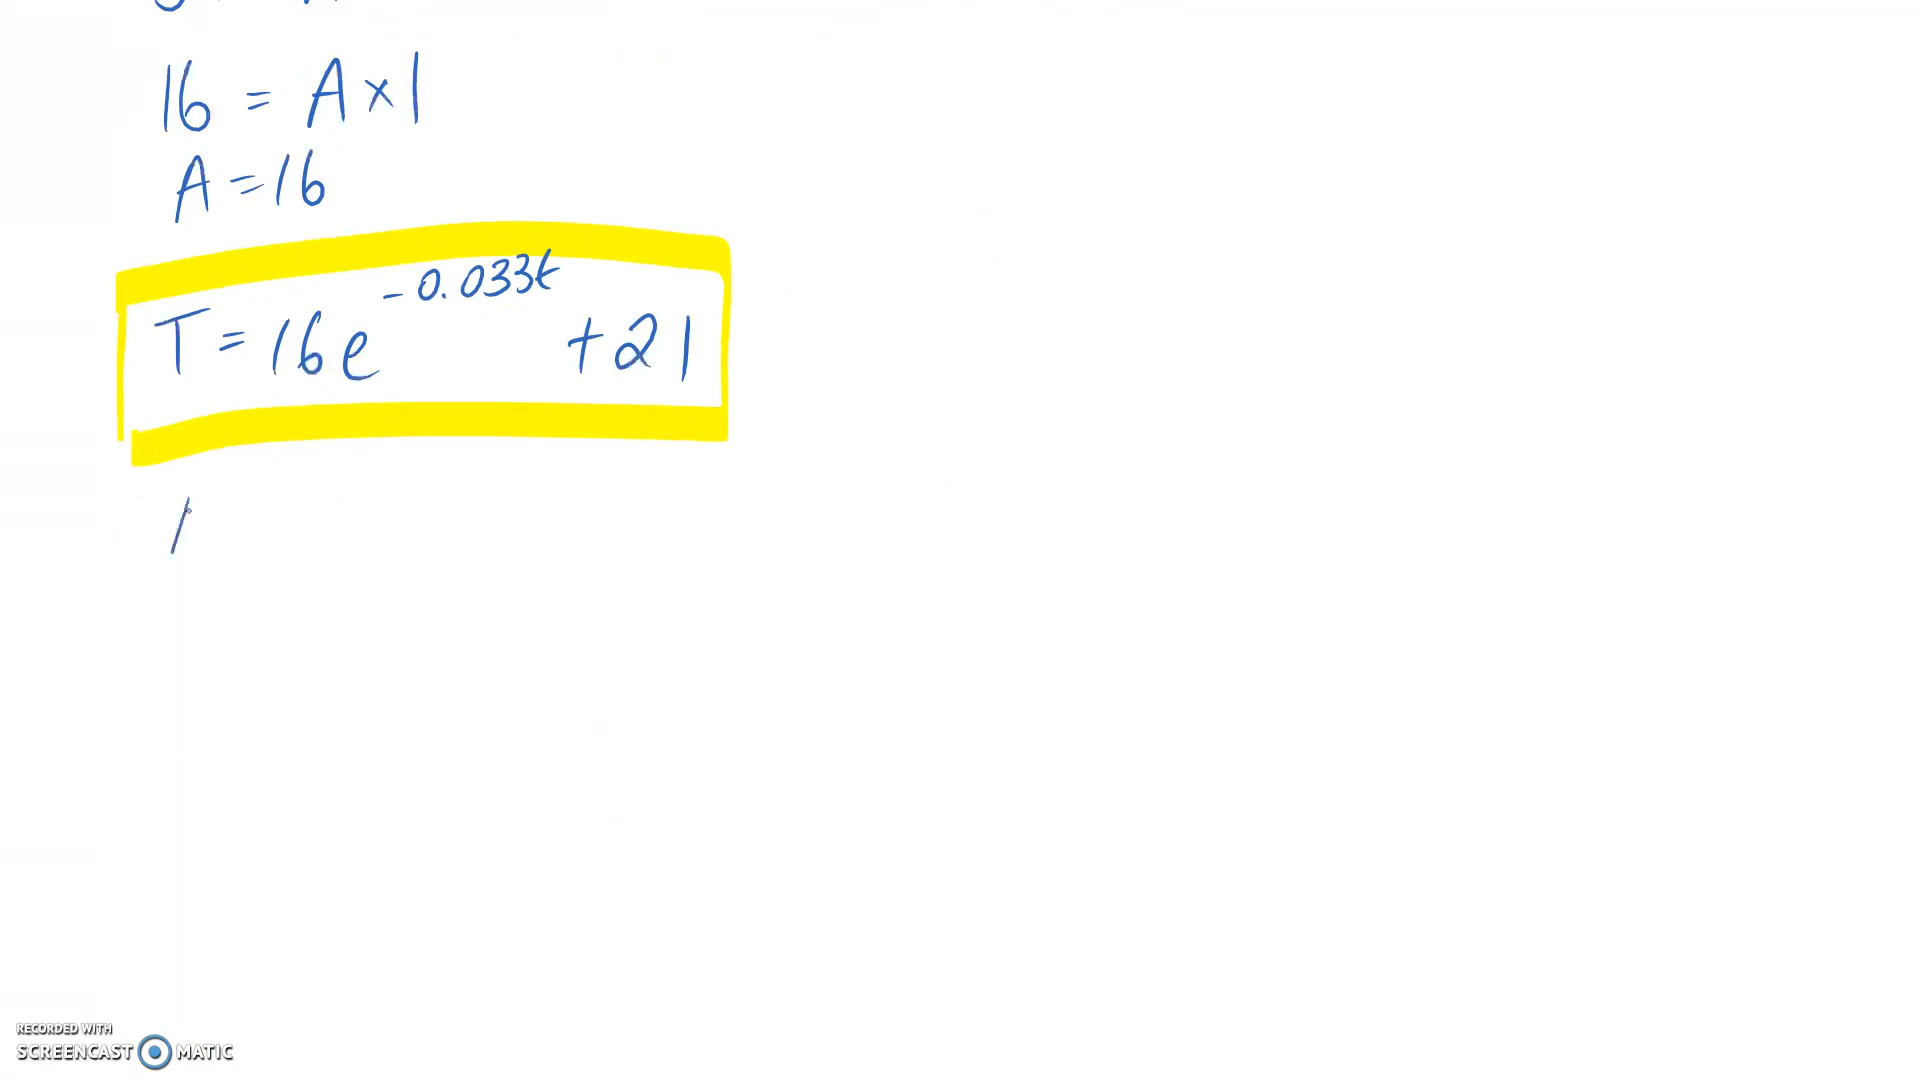 16 = A × 1
A = 16
T = 16e^{-0.033t} + 21
RECORDED WITH
SCREENCAST MATIC